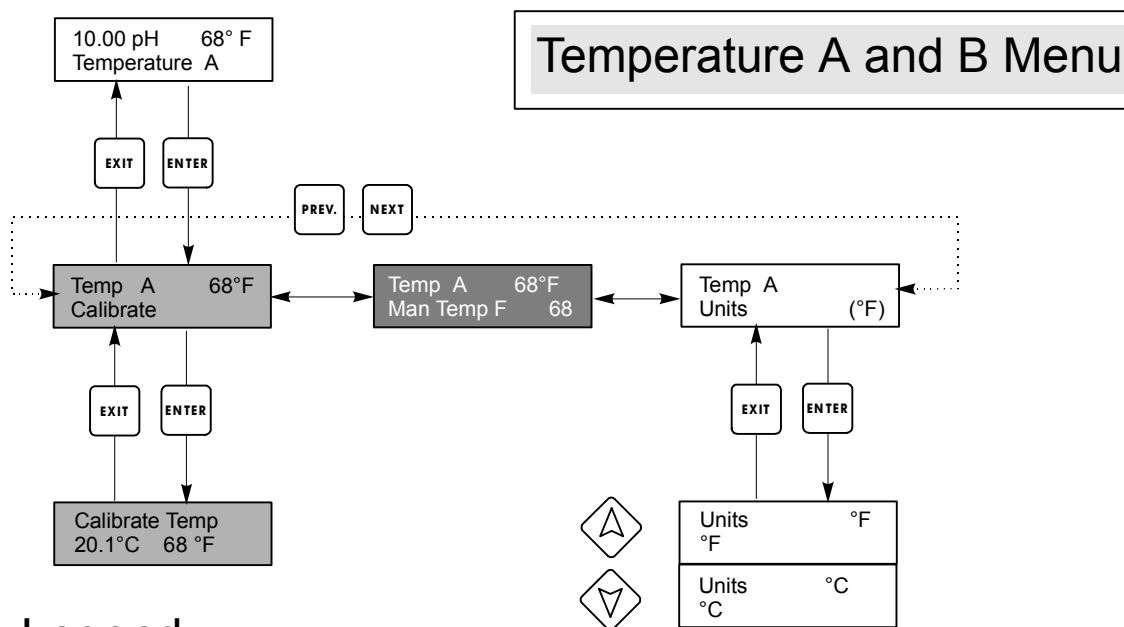 10.00 pH 68° F
Temperature A
Temperature A and B Menu
EXIT
ENTER
PREV.
NEXT
Temp A 68°F
Calibrate
Temp A 68°F
Man Temp F 68
Temp A
Units (°F)
EXIT
ENTER
EXIT
ENTER
Calibrate Temp
20.1°C 68 °F
Units °F
°F
Units °C
°C